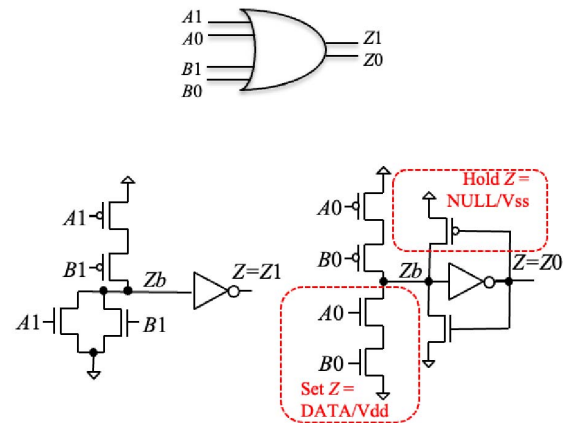 A1
A0
Z1
Z0
B1
B0
Hold Z =
NULL/Vss
A1
A0
B1
Zb
Z=Z1
B0
Zb
Z=Z0
A1
B1
A0
B0
Set Z =
DATA/Vdd